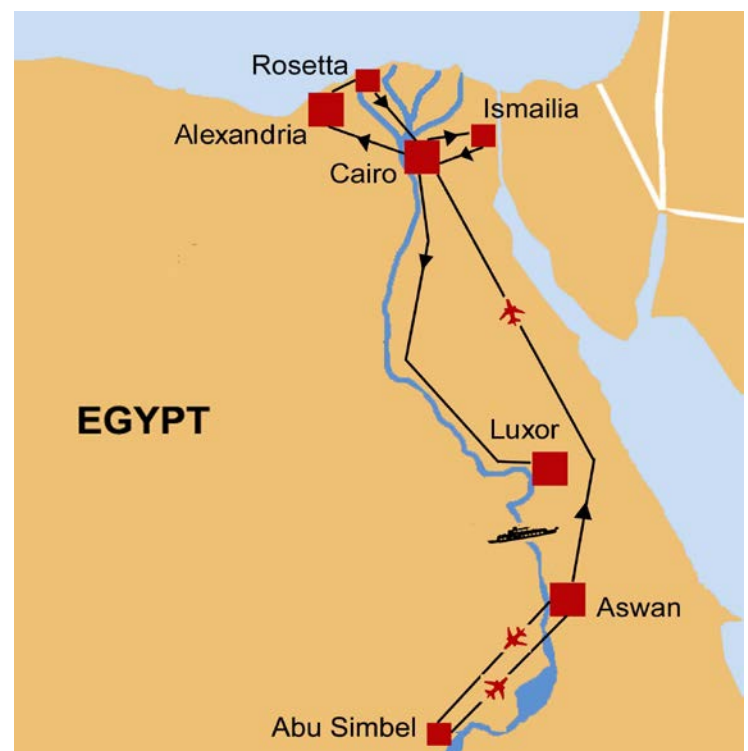 Rosetta
Ismailia
Alexandria
Cairo
EGYPT
Luxor
Aswan
Abu Simbel